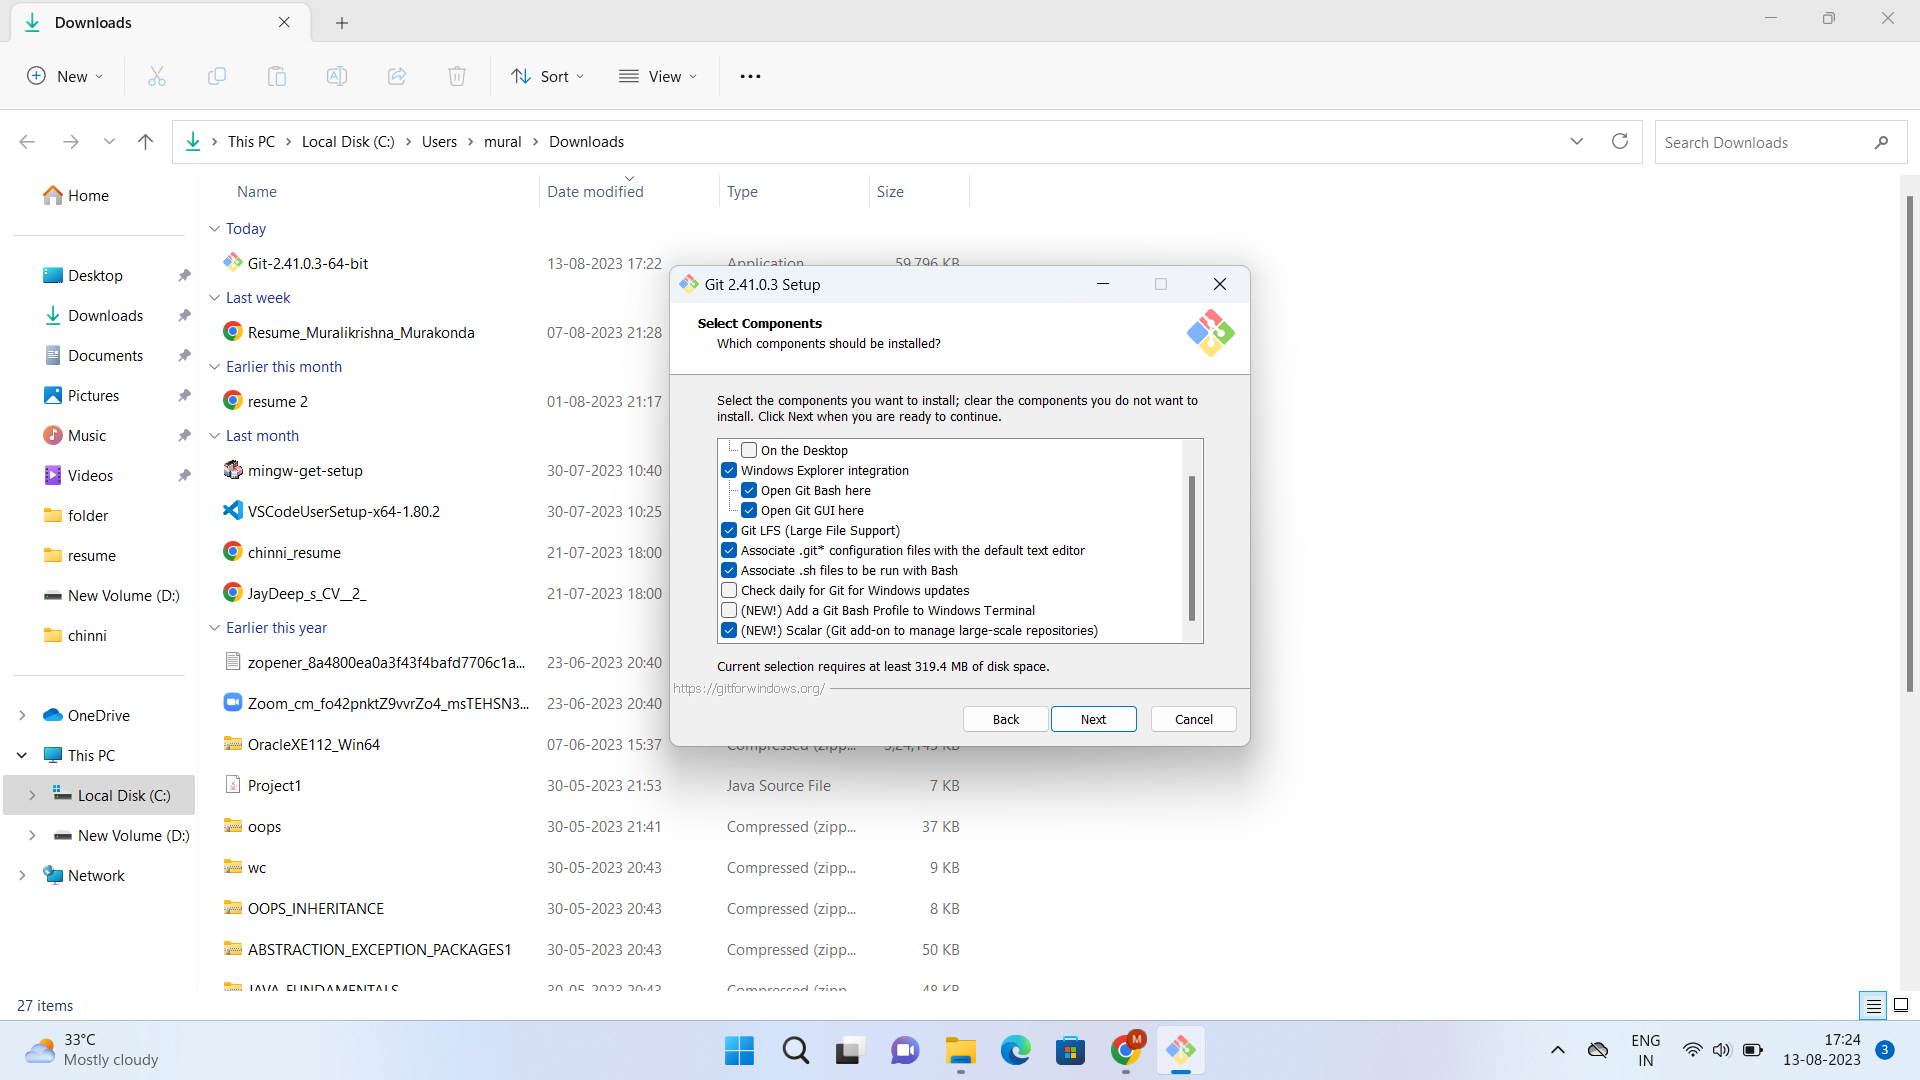 Downloads
New
Sort
View
This PC
Local Disk (C:)
Users
mural
Downloads
Search Downloads
Home
Desktop
Downloads
Documents
Pictures
Music
Videos
folder
resume
New Volume (D:)
chinni
OneDrive
This PC
Local Disk (C:)
New Volume (D:)
Network
Name Date modified Type Size
Today
Git-2.41.0.3-64-bit 13-08-2023 17:22 Application 59,796 KB
Last week
Resume_Muralikrishna_Murakonda 07-08-2023 21:28
Earlier this month
resume 2 01-08-2023 21:17
Last month
mingw-get-setup 30-07-2023 10:40
VSCodeUserSetup-x64-1.80.2 30-07-2023 10:25
chinni_resume 21-07-2023 18:00
JayDeep_s_CV__2_ 21-07-2023 18:00
Earlier this year
zopener_8a4800ea0a3f43f4bafd7706c1a... 23-06-2023 20:40
Zoom_cm_fo42pnktZ9vvrZo4_msTEHSN3... 23-06-2023 20:40
OracleXE112_Win64 07-06-2023 15:37 Compressed (zipp... 3,24,145 KB
Project1 30-05-2023 21:53 Java Source File 7 KB
oops 30-05-2023 21:41 Compressed (zipp... 37 KB
wc 30-05-2023 20:43 Compressed (zipp... 9 KB
OOPS_INHERITANCE 30-05-2023 20:43 Compressed (zipp... 8 KB
ABSTRACTION_EXCEPTION_PACKAGES1 30-05-2023 20:43 Compressed (zipp... 50 KB
JAVA_FUNDAMENTALS 30-05-2023 20:43 Compressed (zipp... 48 KB
Git 2.41.0.3 Setup
Select Components
Which components should be installed?
Select the components you want to install; clear the components you do not want to
install. Click Next when you are ready to continue.
On the Desktop
Windows Explorer integration
Open Git Bash here
Open Git GUI here
Git LFS (Large File Support)
Associate .git* configuration files with the default text editor
Associate .sh files to be run with Bash
Check daily for Git for Windows updates
(NEW!) Add a Git Bash Profile to Windows Terminal
(NEW!) Scalar (Git add-on to manage large-scale repositories)
Current selection requires at least 319.4 MB of disk space.
https://gitforwindows.org/
Back
Next
Cancel
27 items
33°C
Mostly cloudy
M
ENG
IN
17:24
13-08-2023
3